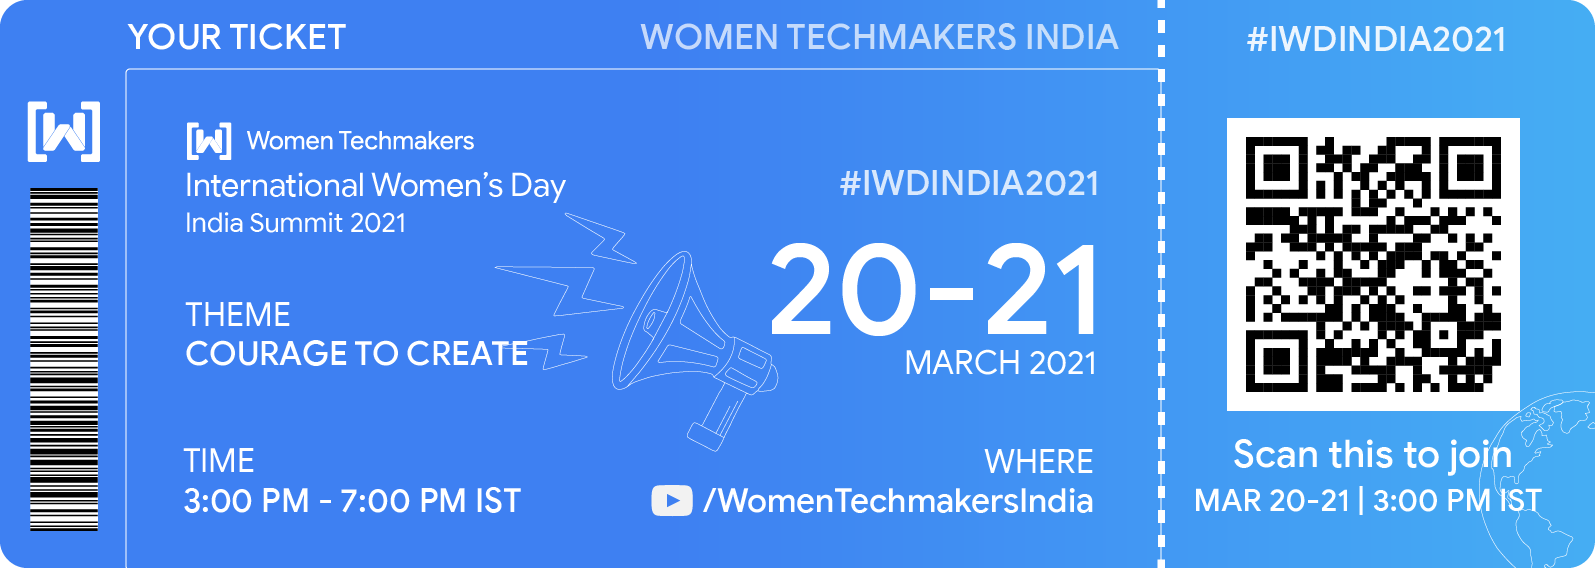 YOUR TICKET
WOMEN TECHMAKERS INDIA
#IWDINDIA2021
Women Techmakers
International Women's Day
India Summit 2021
#IWDINDIA2021
20-21
MARCH 2021
THEME
COURAGE TO CREATE
TIME
3:00 PM - 7:00 PM IST
WHERE
/WomenTechmakersIndia
Scan this to join
MAR 20-21 | 3:00 PM IST